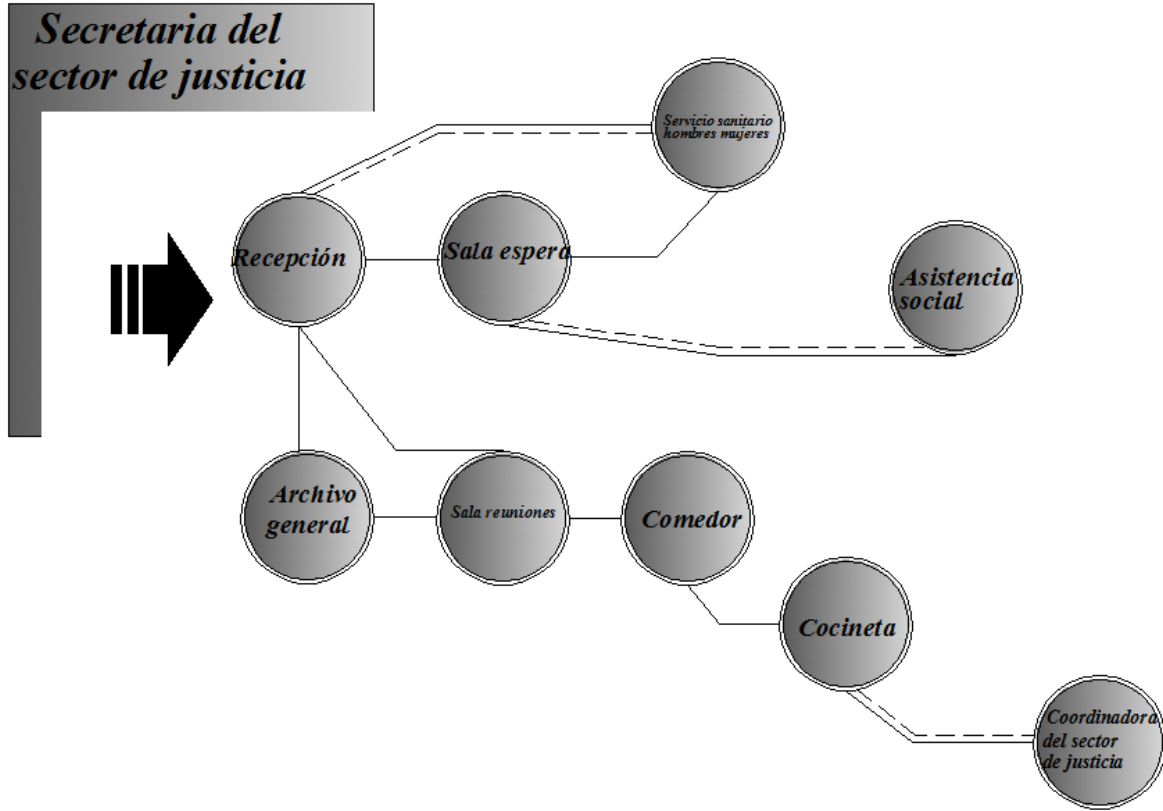 Secretaria del
sector de justicia
Servicio sanitario
hombres mujeres
Recepción
Sala espera
Asistencia
social
Archivo
general
Sala reuniones
Comedor
Cocineta
Coordinadora
del sector
de justicia